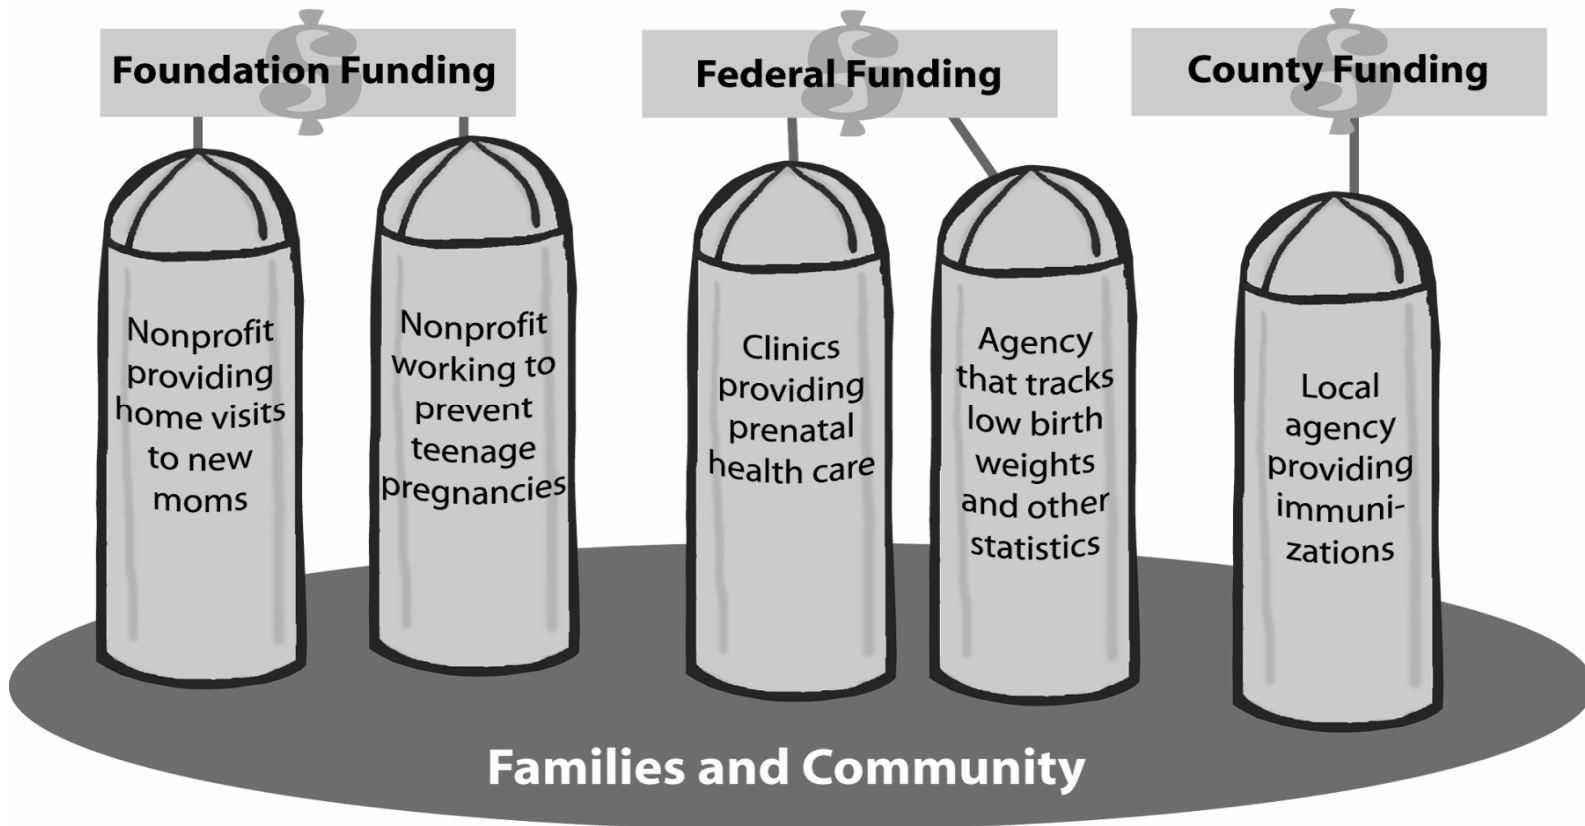 Foundation Funding
Federal Funding
County Funding
Nonprofit
providing
home visits
to new
moms
Nonprofit
working to
prevent
teenage
pregnancies
Clinics
providing
prenatal
health care
Agency
that tracks
low birth
weights
and other
statistics
Local
agency
providing
immuni-
zations
Families and Community